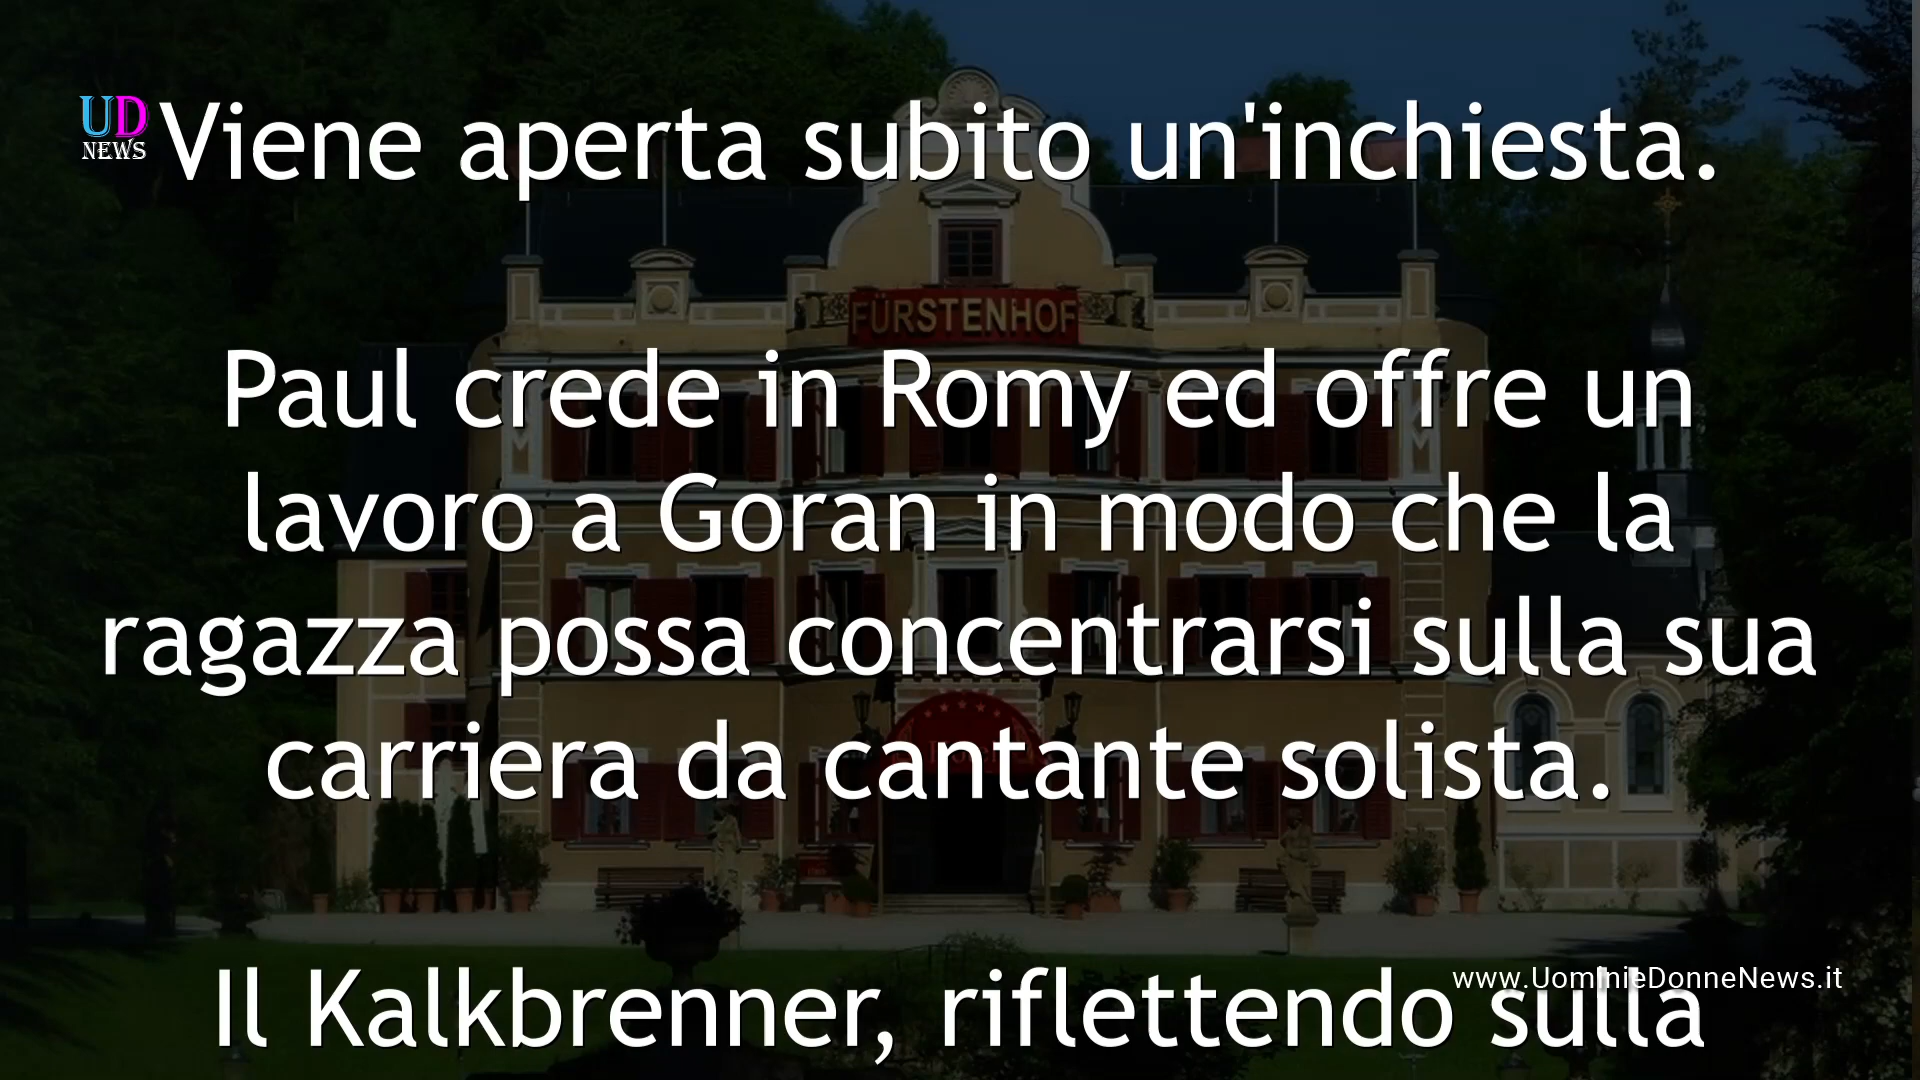 UD
NEWS
Viene aperta subito un'inchiesta.
FÜRSTENHOF
Paul crede in Romy ed offre un
lavoro a Goran in modo che la
ragazza possa concentrarsi sulla sua
carriera da cantante solista.
Hotel
www.UominieDonneNews.it
Il Kalkbrenner, riflettendo sulla